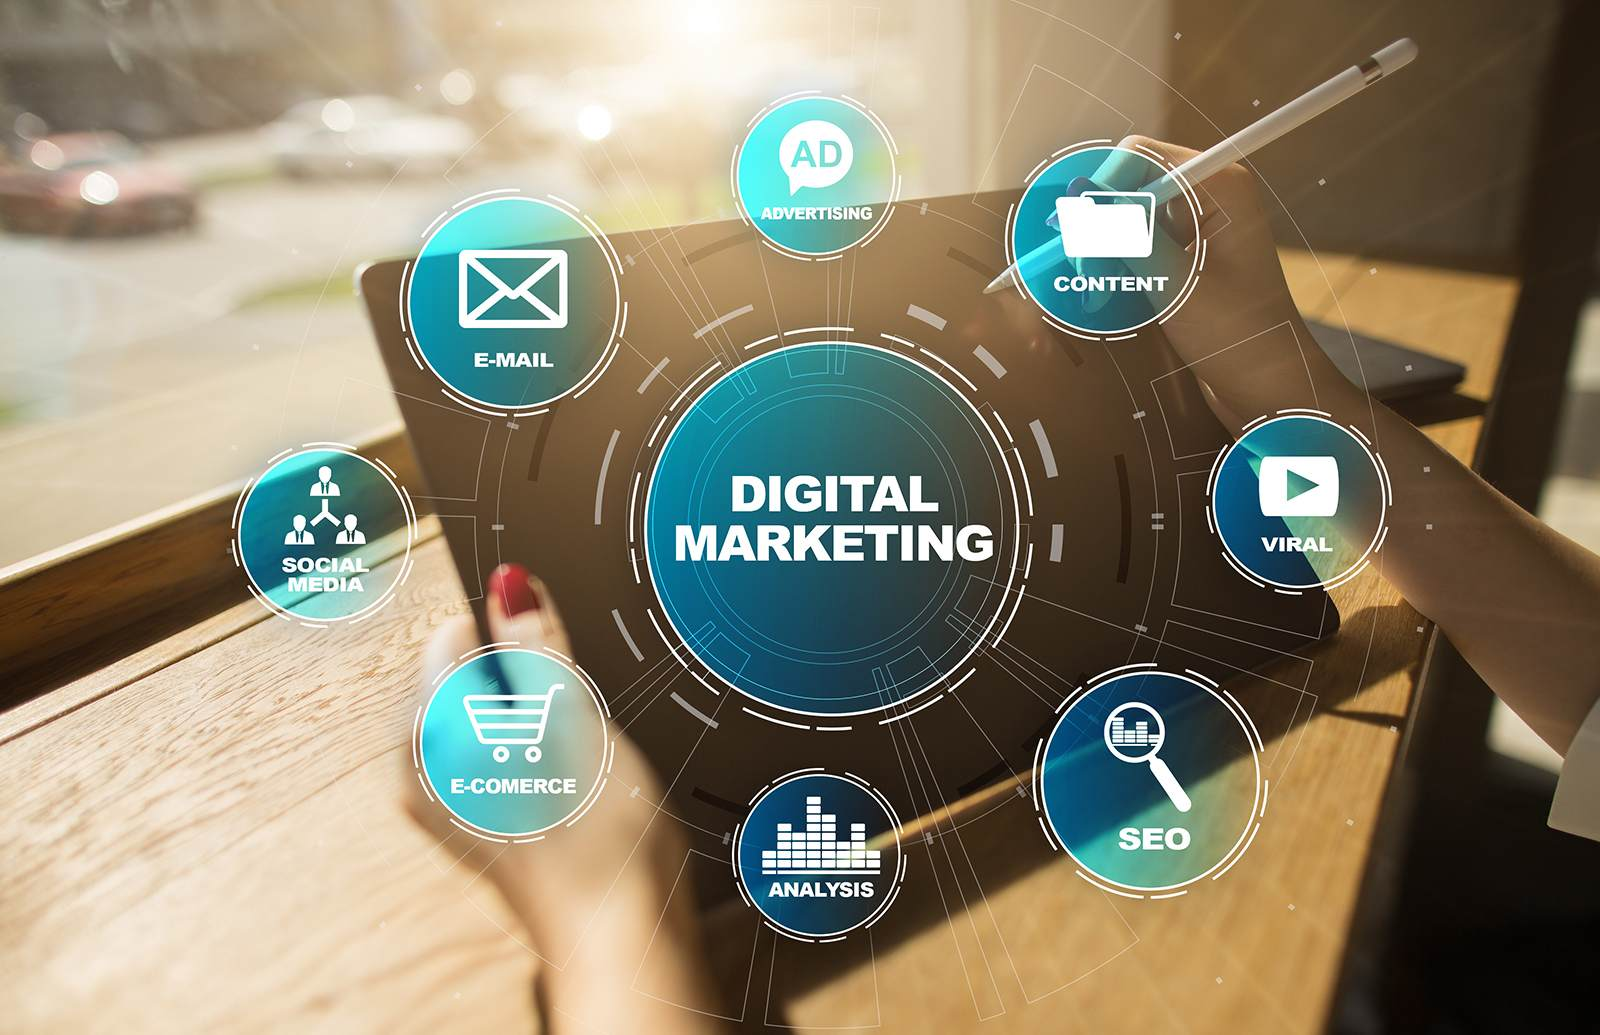 AD
ADVERTISING
CONTENT
E-MAIL
DIGITAL
MARKETING
VIRAL
SOCIAL
MEDIA
E-COMERCE
SEO
ANALYSIS